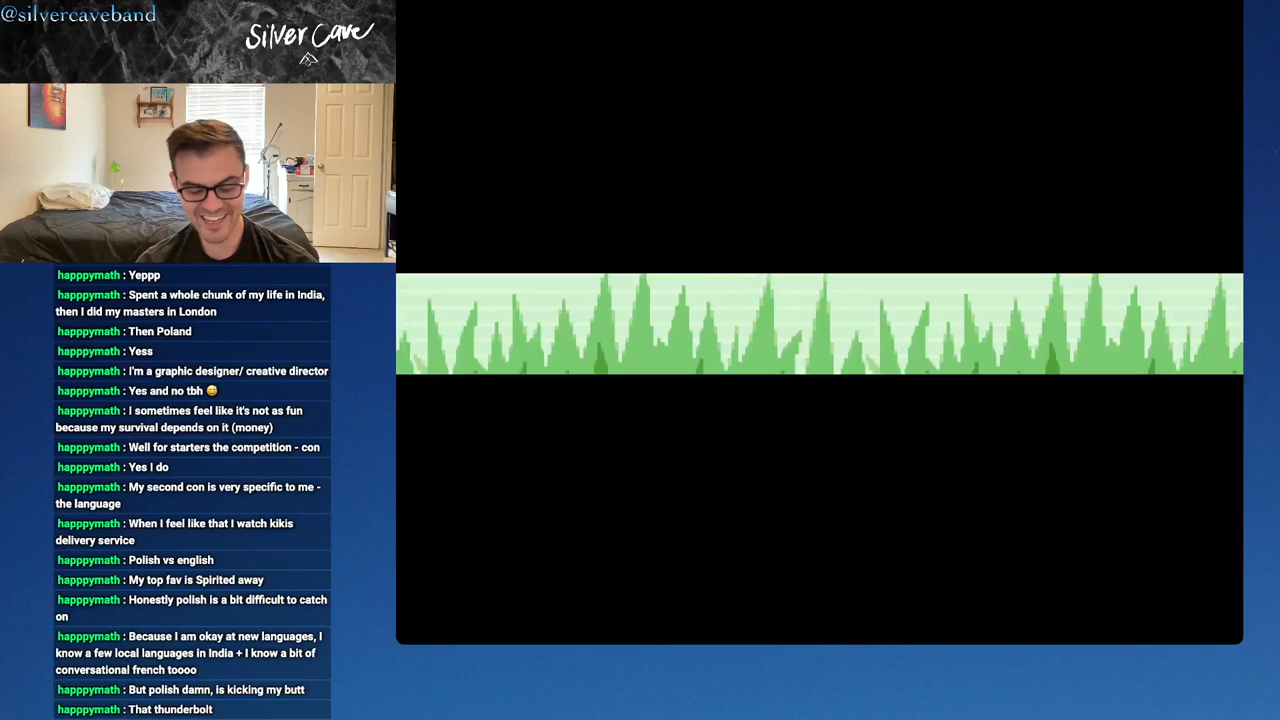 @silvercaveband
Silver Cave
happpymath : Yeppp
happpymath : Spent a whole chunk of my life in India,
then I did my masters in London
happpymath : Then Poland
happpymath : Yess
happpymath : I'm a graphic designer/ creative director
happpymath : Yes and no tbh 😅
happpymath : I sometimes feel like it's not as fun
because my survival depends on it (money)
happpymath : Well for starters the competition - con
happpymath : Yes I do
happpymath : My second con is very specific to me -
the language
happpymath : When I feel like that I watch kikis
delivery service
happpymath : Polish vs english
happpymath : My top fav is Spirited away
happpymath : Honestly polish is a bit difficult to catch
on
happpymath : Because I am okay at new languages, I
know a few local languages in India + I know a bit of
conversational french toooo
happpymath : But polish damn, is kicking my butt
happpymath : That thunderbolt